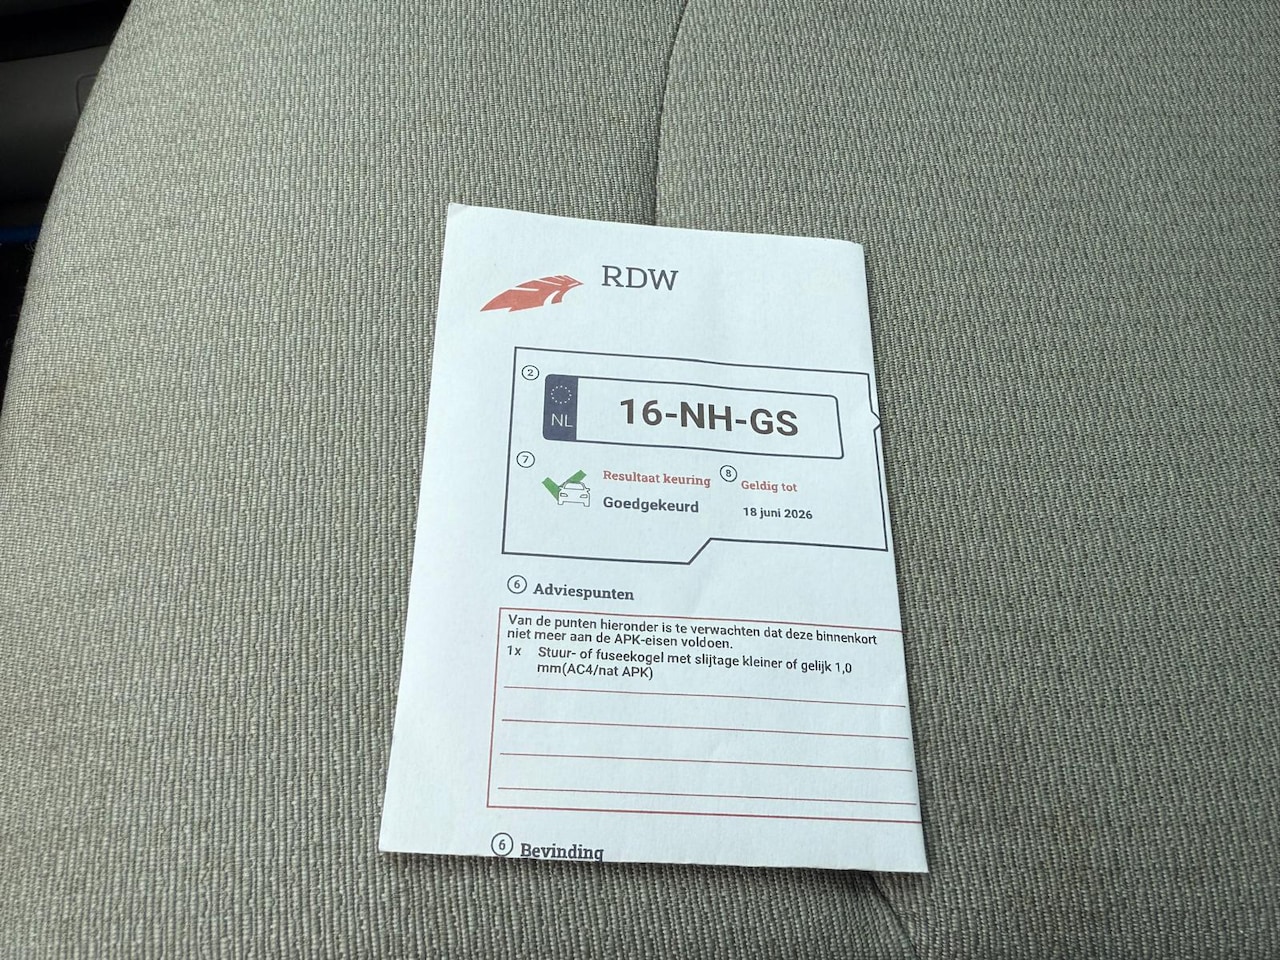 RDW
2
NL
16-NH-GS
7
Resultaat keuring
8
Geldig tot
Goedgekeurd
18 juni 2026
6 Adviespunten
Van de punten hieronder is te verwachten dat deze binnenkort
niet meer aan de APK-eisen voldoen.
1x Stuur- of fuseekogel met slijtage kleiner of gelijk 1,0
mm(AC4/nat APK)
6 Bevinding